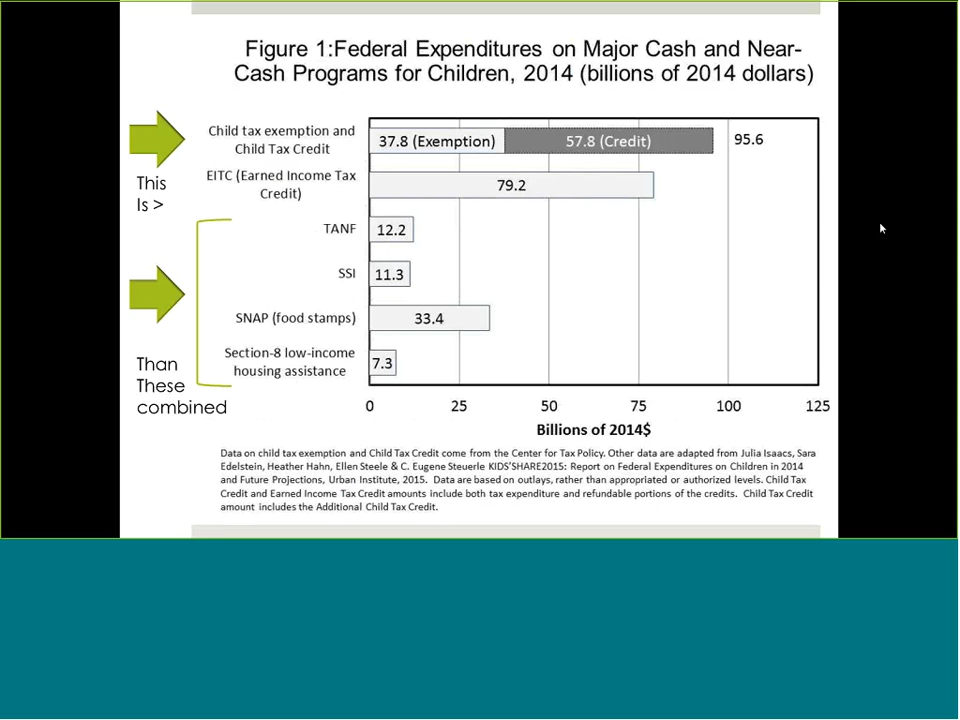 Figure 1:Federal Expenditures on Major Cash and Near-
Cash Programs for Children, 2014 (billions of 2014 dollars)
This
Is >
Than
These
combined
Child tax exemption and
Child Tax Credit
37.8 (Exemption)
57.8 (Credit)
95.6
EITC (Earned Income Tax
Credit)
79.2
TANF
12.2
SSI
11.3
SNAP (food stamps)
33.4
Section-8 low-income
housing assistance
7.3
0 25 50 75 100 125
Billions of 2014$
Data on child tax exemption and Child Tax Credit come from the Center for Tax Policy. Other data are adapted from Julia Isaacs, Sara
Edelstein, Heather Hahn, Ellen Steele & C. Eugene Steuerle KIDS'SHARE2015: Report on Federal Expenditures on Children in 2014
and Future Projections, Urban Institute, 2015. Data are based on outlays, rather than appropriated or authorized levels. Child Tax
Credit and Earned Income Tax Credit amounts include both tax expenditure and refundable portions of the credits. Child Tax Credit
amount includes the Additional Child Tax Credit.